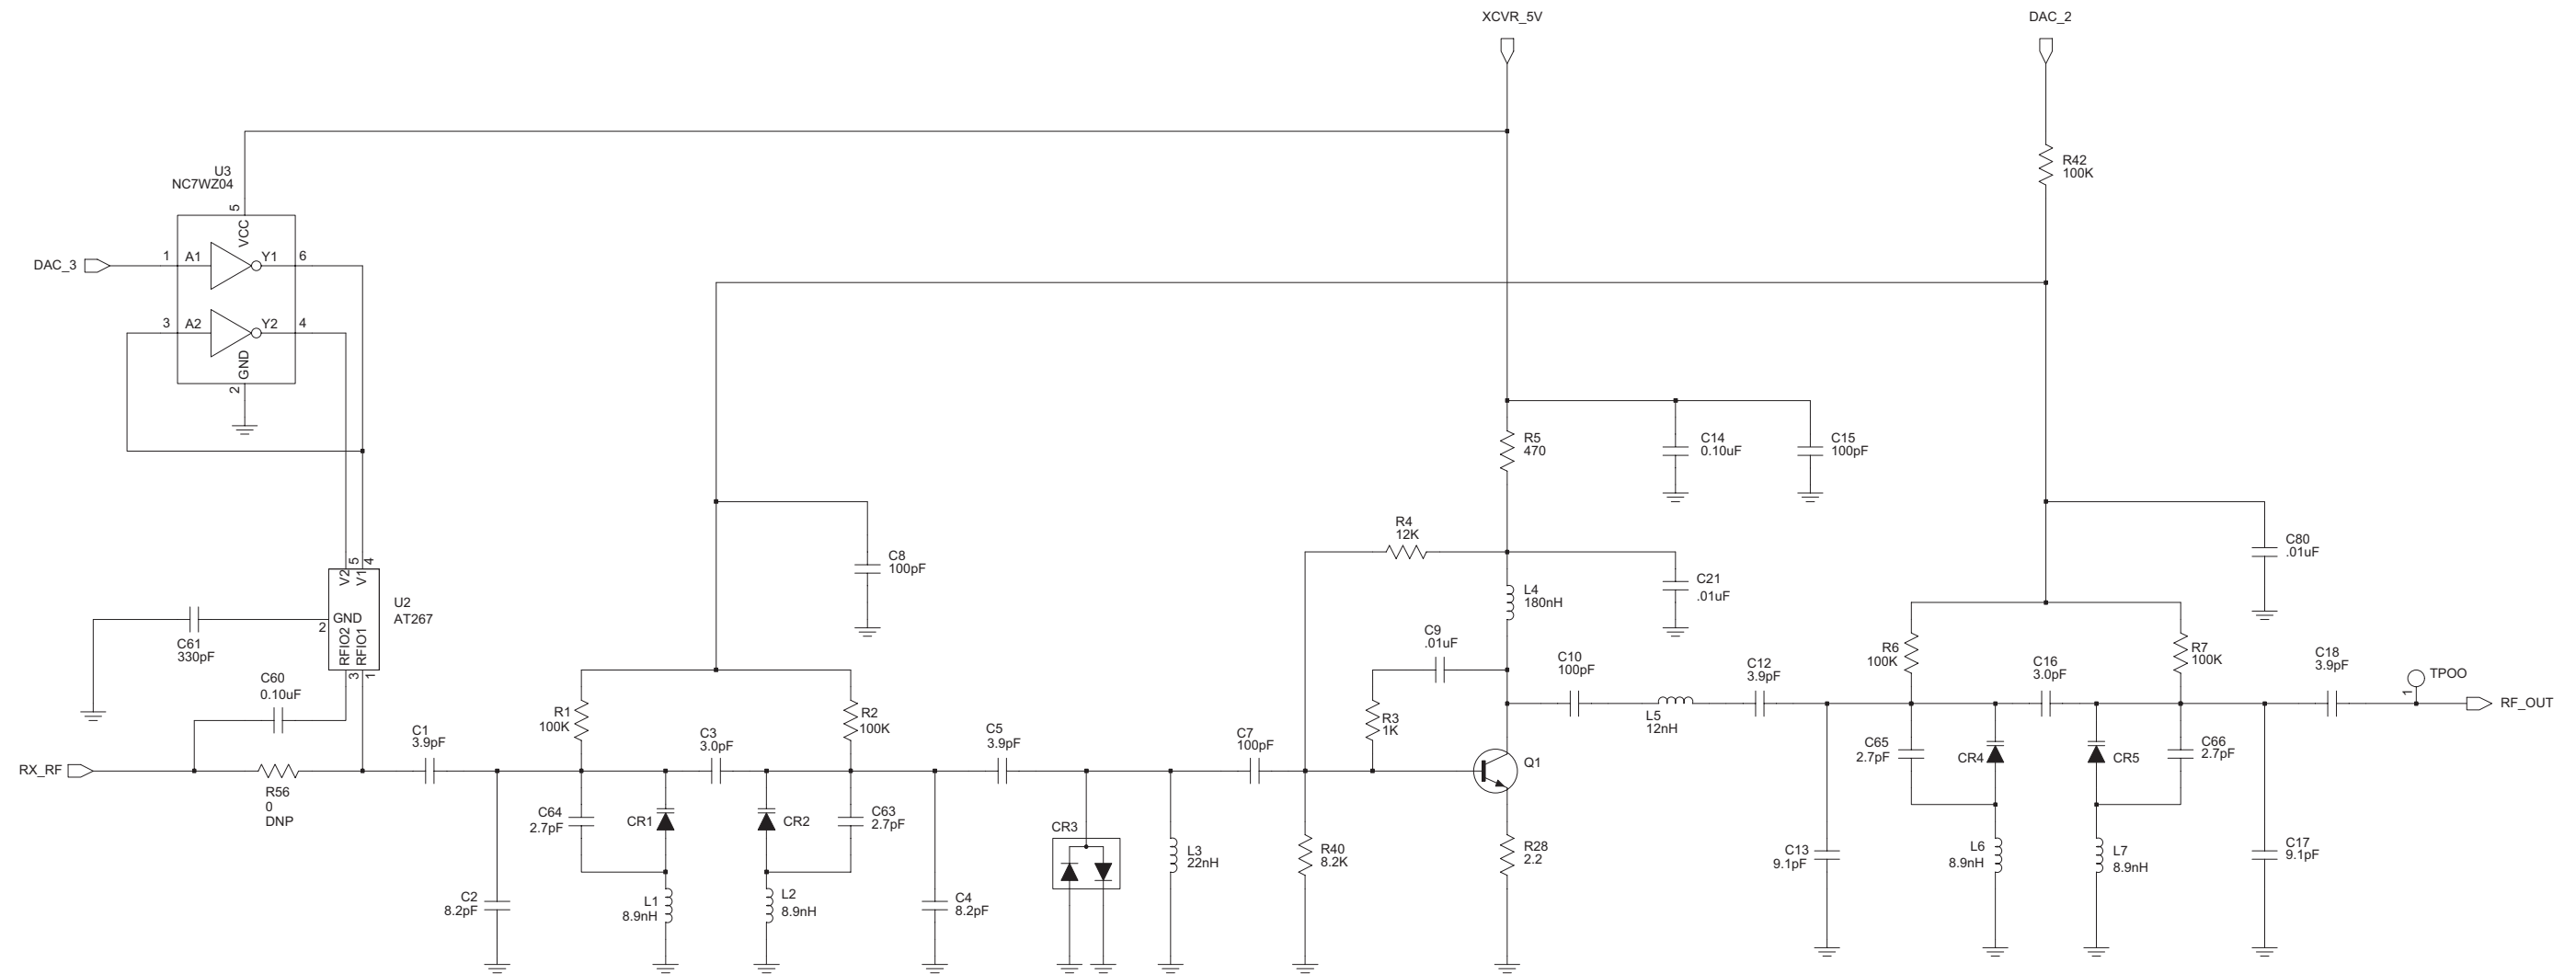 XCVR_5V
DAC_2
U3
NC7WZ04
R42
100K
5
VCC
DAC_3
1
A1
Y1
6
3
A2
Y2
4
GND
2
R5
470
C14
0.10uF
C15
100pF
R4
12K
C8
100pF
C80
.01uF
V2
5
V1
4
U2
AT267
GND
2
RFIO2
RFIO1
3
1
C61
330pF
L4
180nH
C21
.01uF
C9
.01uF
C60
0.10uF
R6
100K
R7
100K
C10
100pF
C12
3.9pF
C16
3.0pF
C18
3.9pF
TPOO
1
RF_OUT
R1
100K
R2
100K
R3
1K
L5
12nH
C1
3.9pF
C3
3.0pF
C5
3.9pF
C7
100pF
C65
2.7pF
CR4
CR5
C66
2.7pF
RX_RF
R56
0
DNP
Q1
C64
2.7pF
CR1
CR2
C63
2.7pF
CR3
L3
22nH
R40
8.2K
R28
2.2
C13
9.1pF
L6
8.9nH
L7
8.9nH
C17
9.1pF
C2
8.2pF
L1
8.9nH
L2
8.9nH
C4
8.2pF